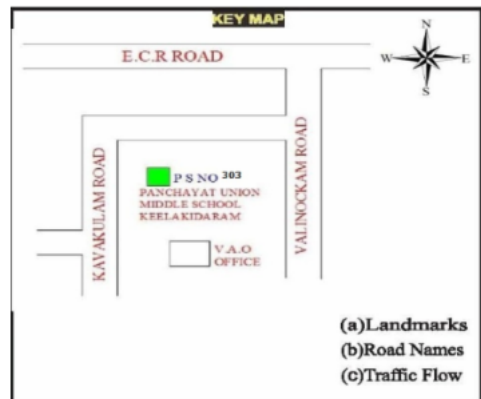 KEY MAP
N
W
E
S
E.C.R ROAD
KAVAKULAM ROAD
VALINOCKAM ROAD
P S NO 303
PANCHAYAT UNION
MIDDLE SCHOOL
KEELAKIDARAM
V.A.O
OFFICE
(a)Landmarks
(b)Road Names
(c)Traffic Flow